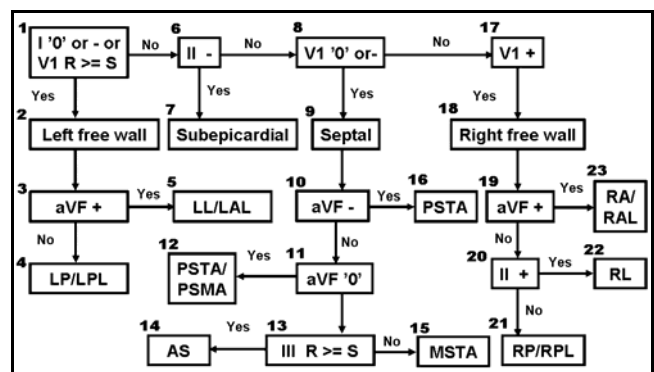 1
I '0' or - or
V1 R >= S
No
6
II -
No
8
V1 '0' or-
No
17
V1 +
Yes
Yes
Yes
Yes
2
Left free wall
7
Subepicardial
9
Septal
18
Right free wall
3
aVF +
Yes
5
LL/LAL
10
aVF -
Yes
16
PSTA
19
aVF +
Yes
23
RA/
RAL
No
No
No
4
LP/LPL
12
PSTA/
PSMA
Yes
11
aVF '0'
20
II +
Yes
22
RL
No
14
AS
Yes
13
III R >= S
No
15
MSTA
21
RP/RPL